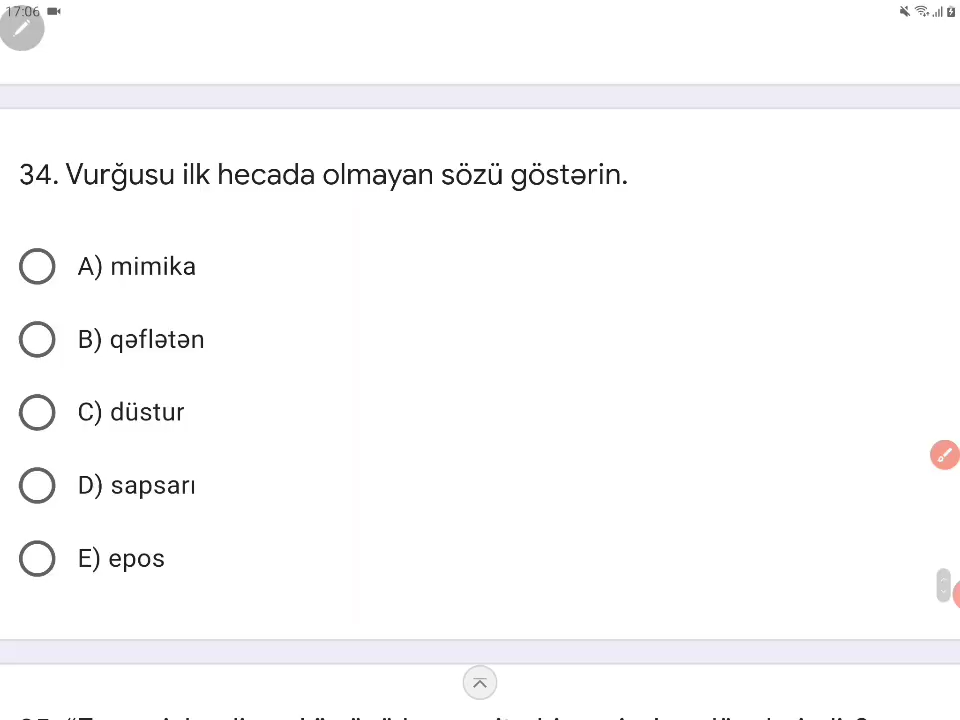 17:06
34. Vurğusu ilk hecada olmayan sözü göstərin.
A) mimika
B) qəflətən
C) düstur
D) sapsarı
E) epos